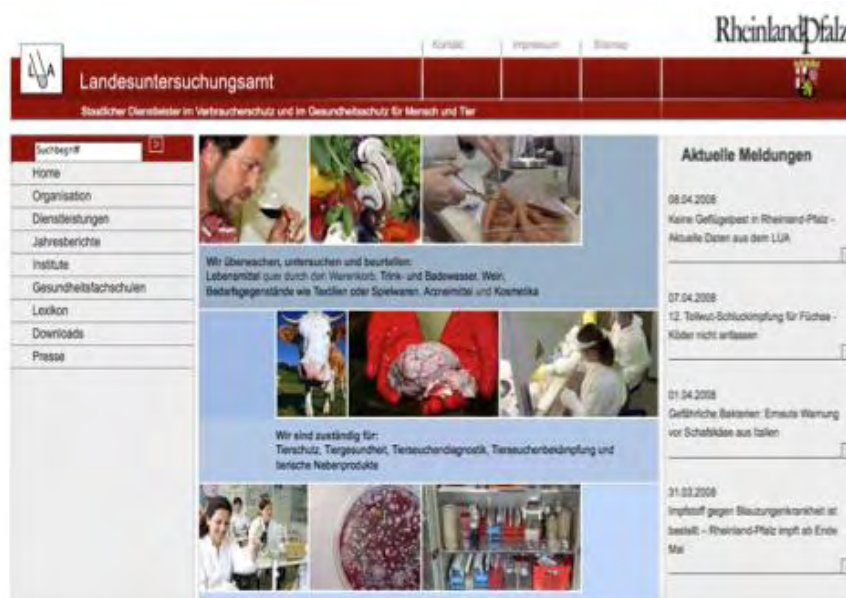 RheinlandPfalz
Kontakt
Impressum
Sitemap
LUA
Landesuntersuchungsamt
Staatlicher Dienstleister im Verbraucherschutz und im Gesundheitsschutz für Mensch und Tier
Suchbegriff
Home
Organisation
Dienstleistungen
Jahresberichte
Institute
Gesundheitsfachschulen
Lexikon
Downloads
Presse
Wir überwachen, untersuchen und beurteilen:
Lebensmittel quer durch den Warenkorb, Trink- und Badewasser, Wein,
Bedarfsgegenstände wie Textilien oder Spielwaren, Arzneimittel und Kosmetika
Wir sind zuständig für:
Tierschutz, Tiergesundheit, Tierseuchendiagnostik, Tierseuchenbekämpfung und
tierische Nebenprodukte
Aktuelle Meldungen
08.04.2008
Keine Geflügelpest in Rheinland-Pfalz -
Aktuelle Daten aus dem LUA
07.04.2008
12. Tollwut-Schluckimpfung für Füchse -
Köder nicht anfassen
01.04.2008
Gefährliche Bakterien: Erneute Warnung
vor Schafskäse aus Italien
31.03.2008
Impfstoff gegen Blauzungenkrankheit ist
bestellt – Rheinland-Pfalz impft ab Ende
Mai